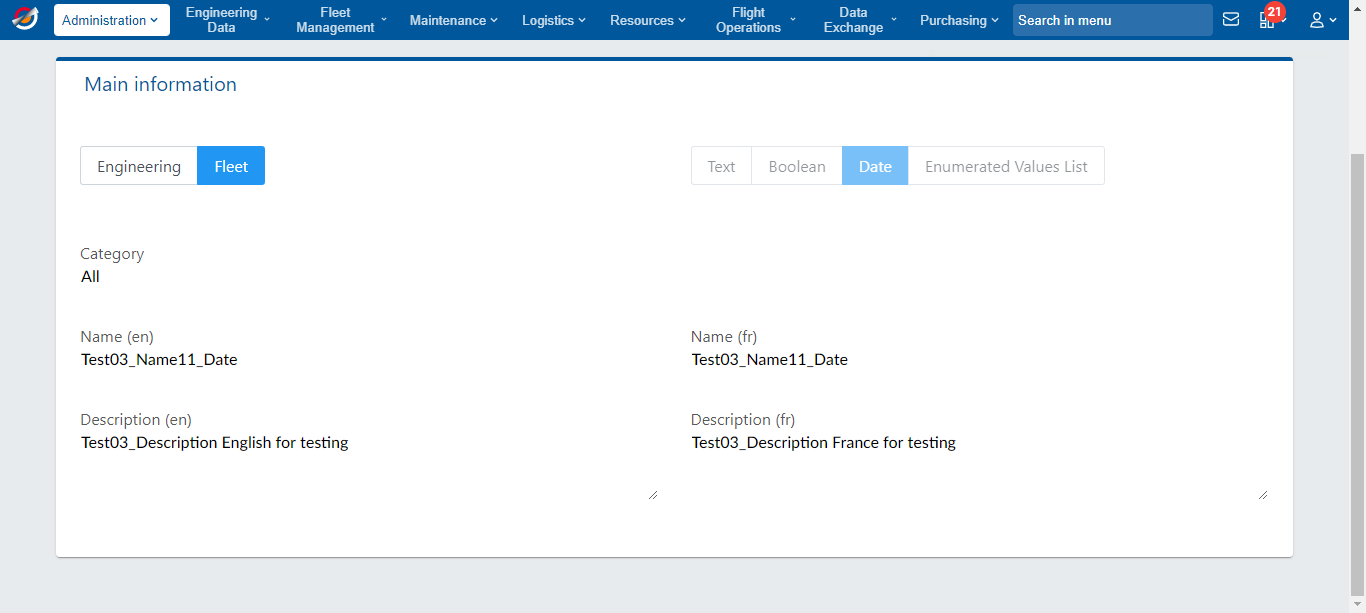 Administration
Engineering
Data
Fleet
Management
Maintenance
Logistics
Resources
Flight
Operations
Data
Exchange
Purchasing
Search in menu
21
Main information
Engineering Fleet
Text Boolean Date Enumerated Values List
Category
All
Name (en)
Test03_Name11_Date
Name (fr)
Test03_Name11_Date
Description (en)
Test03_Description English for testing
Description (fr)
Test03_Description France for testing